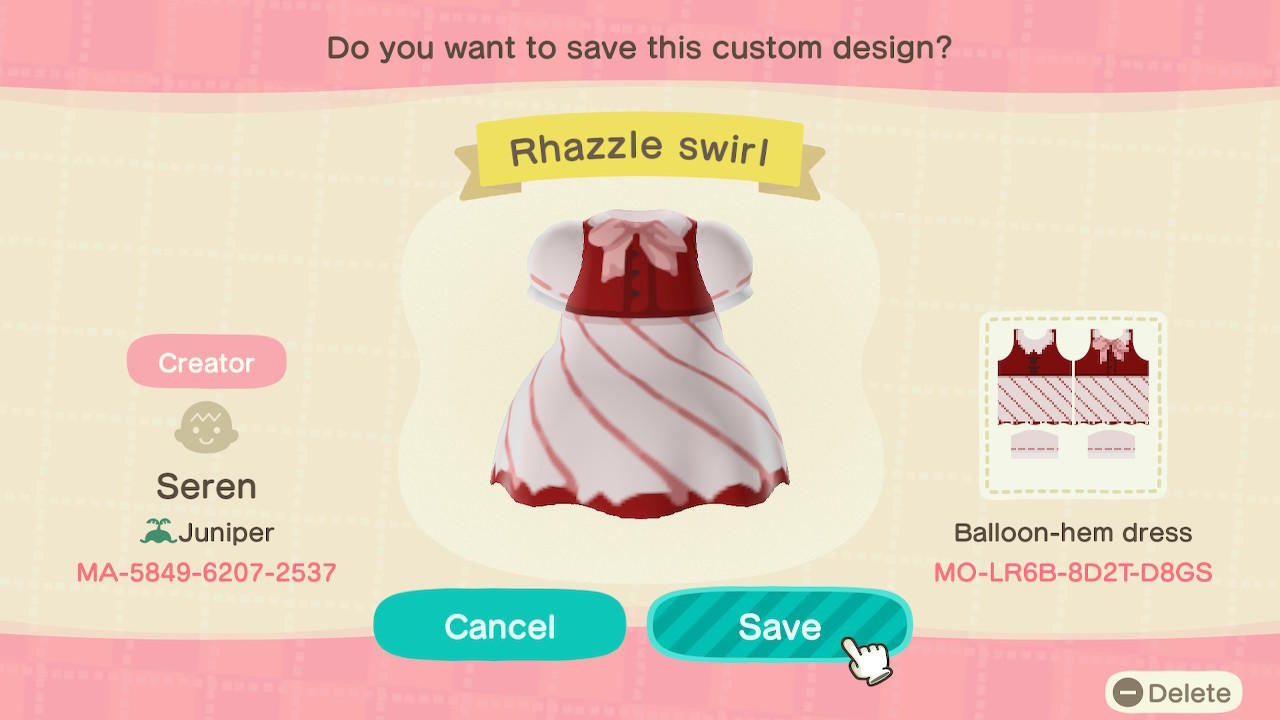 Do you want to save this custom design?
Rhazzle swirl
Creator
Seren
Juniper
MA-5849-6207-2537
Balloon-hem dress
MO-LR6B-8D2T-D8GS
Cancel
Save
Delete